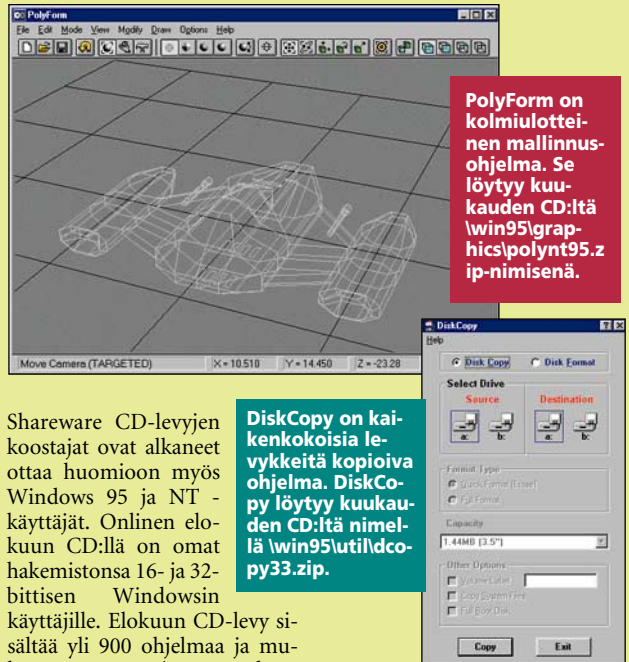 PolyForm
File Edit Mode View Modify Draw Options Help
PolyForm on
kolmiulottei-
nen mallinnus-
ohjelma. Se
löytyy kuu-
kauden CD:ltä
\win95\grap-
hics\polynt95.z
ip-nimisenä.
Move Camera (TARGETED) X = 10.510 Y = 14.450 Z = -23.28
DiskCopy
Help
Disk Copy Disk Format
Select Drive
Source Destination
a: b: a: b:
Format Type
Quick Format (Erase)
Full Format
Capacity
1.44MB (3.5")
Other Options
Volume Label
Copy System Files
Full Boot Disk
Copy Exit
DiskCopy on kai-
kenkokoisia le-
vykkeitä kopioiva
ohjelma. DiskCo-
py löytyy kuukau-
den CD:ltä nimel-
lä \win95\util\dco-
py33.zip.
Shareware CD-levyjen
koostajat ovat alkaneet
ottaa huomioon myös
Windows 95 ja NT -
käyttäjät. Onlinen elo-
kuun CD:llä on omat
hakemistonsa 16- ja 32-
bittisen Windowsin
käyttäjille. Elokuun CD-levy si-
sältää yli 900 ohjelmaa ja mu-